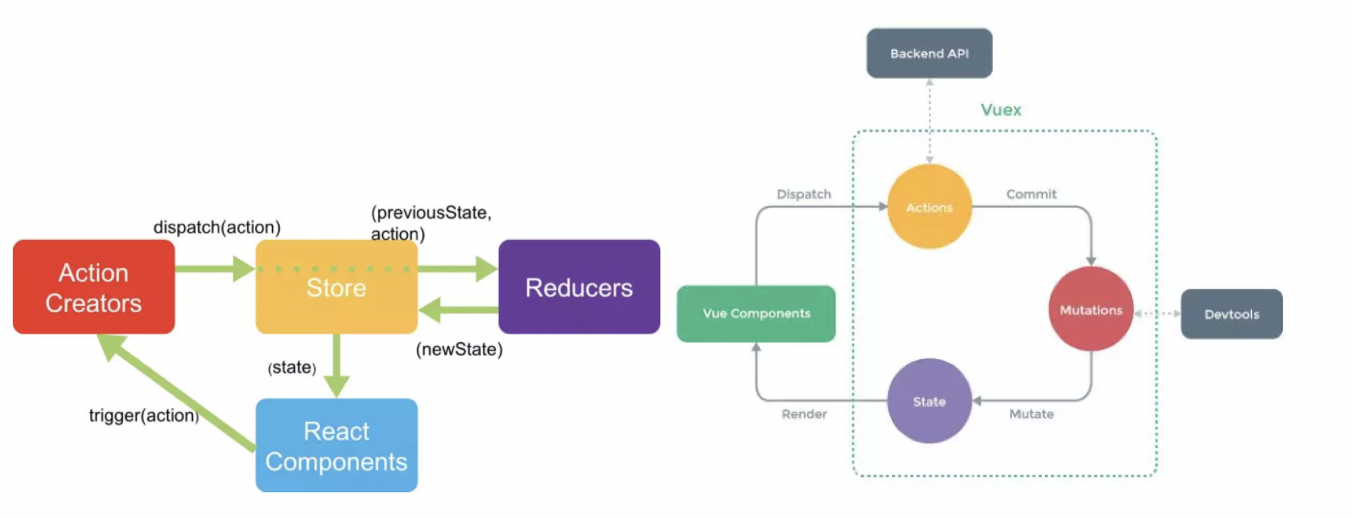 dispatch(action)
(previousState,
action)
Action
Creators
Store
Reducers
(newState)
(state)
trigger(action)
React
Components
Backend API
Vuex
Dispatch
Actions
Commit
Vue Components
Mutations
Devtools
State
Render
Mutate